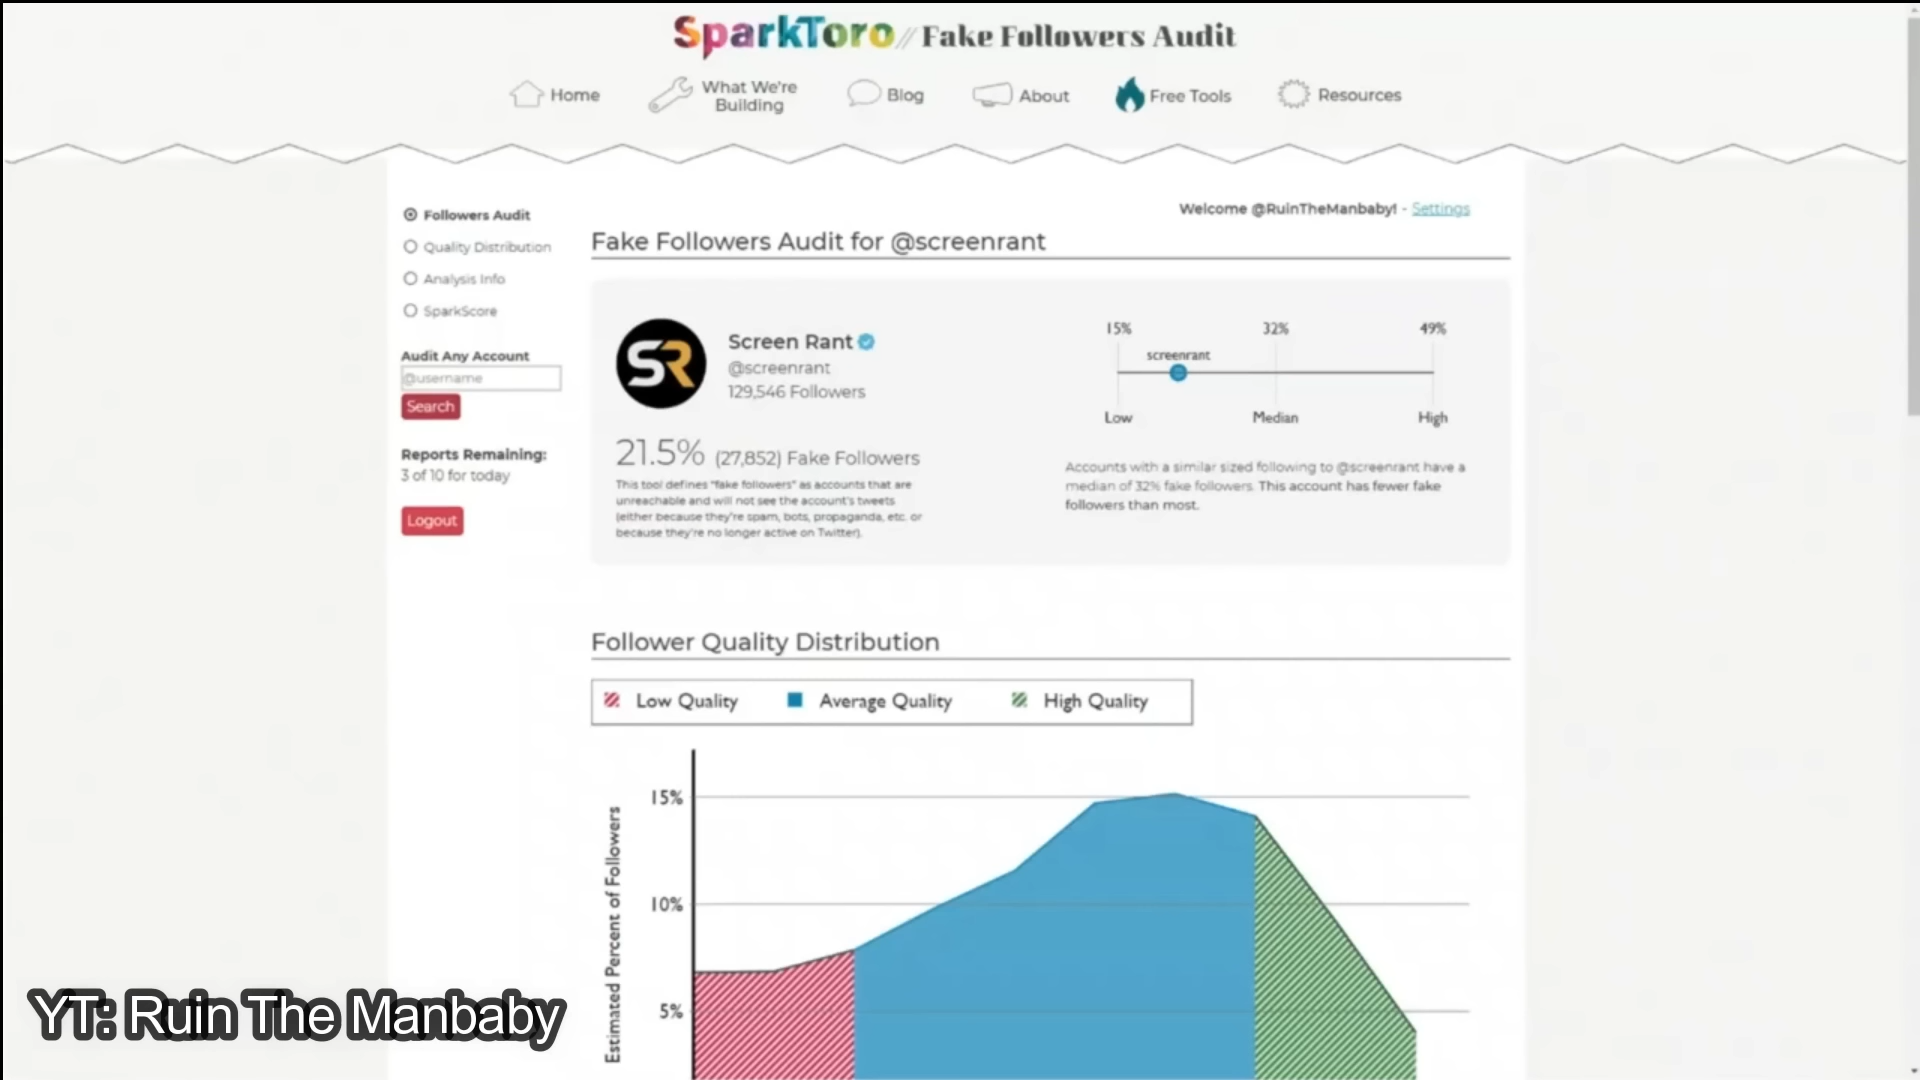 SparkToro // Fake Followers Audit
Home
What We're
Building
Blog
About
Free Tools
Resources
Welcome @RuinTheManbaby! - Settings
Followers Audit
Quality Distribution
Analysis Info
SparkScore
Audit Any Account
@username
Search
Reports Remaining:
3 of 10 for today
Logout
Fake Followers Audit for @screenrant
SR
Screen Rant
@screenrant
129,546 Followers
21.5% (27,852) Fake Followers
This tool defines "fake followers" as accounts that are
unreachable and will not see the account's tweets
(either because they're spam, bots, propaganda, etc. or
because they're no longer active on Twitter).
15% 32% 49%
screenrant
Low Median High
Accounts with a similar sized following to @screenrant have a
median of 32% fake followers. This account has fewer fake
followers than most.
Follower Quality Distribution
Low Quality Average Quality High Quality
Estimated Percent of Followers
15%
10%
5%
YT: Ruin The Manbaby